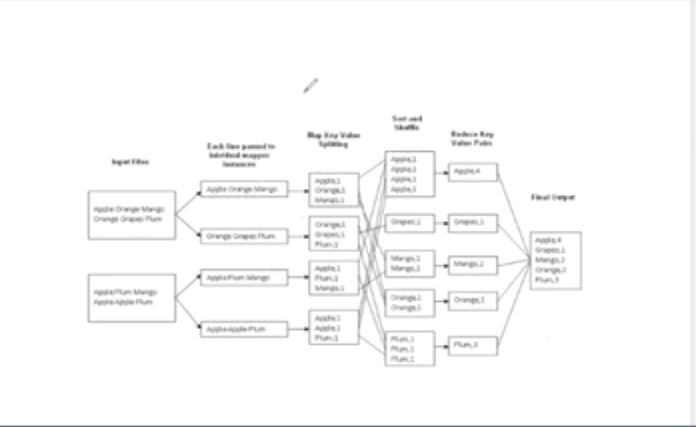 Input Files
Each line passed to
individual mapper
instances
Map Key Value
Splitting
Sort and
Shuffle
Reduce Key
Value Pairs
Final Output
Apple Orange Mango
Orange Grapes Plum
Apple Plum Mango
Apple Apple Plum
Apple Orange Mango
Orange Grapes Plum
Apple Plum Mango
Apple Apple Plum
Apple,1
Orange,1
Mango,1
Orange,1
Grapes,1
Plum,1
Apple,1
Plum,1
Mango,1
Apple,1
Apple,1
Plum,1
Apple,1
Apple,1
Apple,1
Apple,1
Grapes,1
Mango,1
Mango,1
Orange,1
Orange,1
Plum,1
Plum,1
Plum,1
Apple,4
Grapes,1
Mango,2
Orange,2
Plum,3
Apple,4
Grapes,1
Mango,2
Orange,2
Plum,3